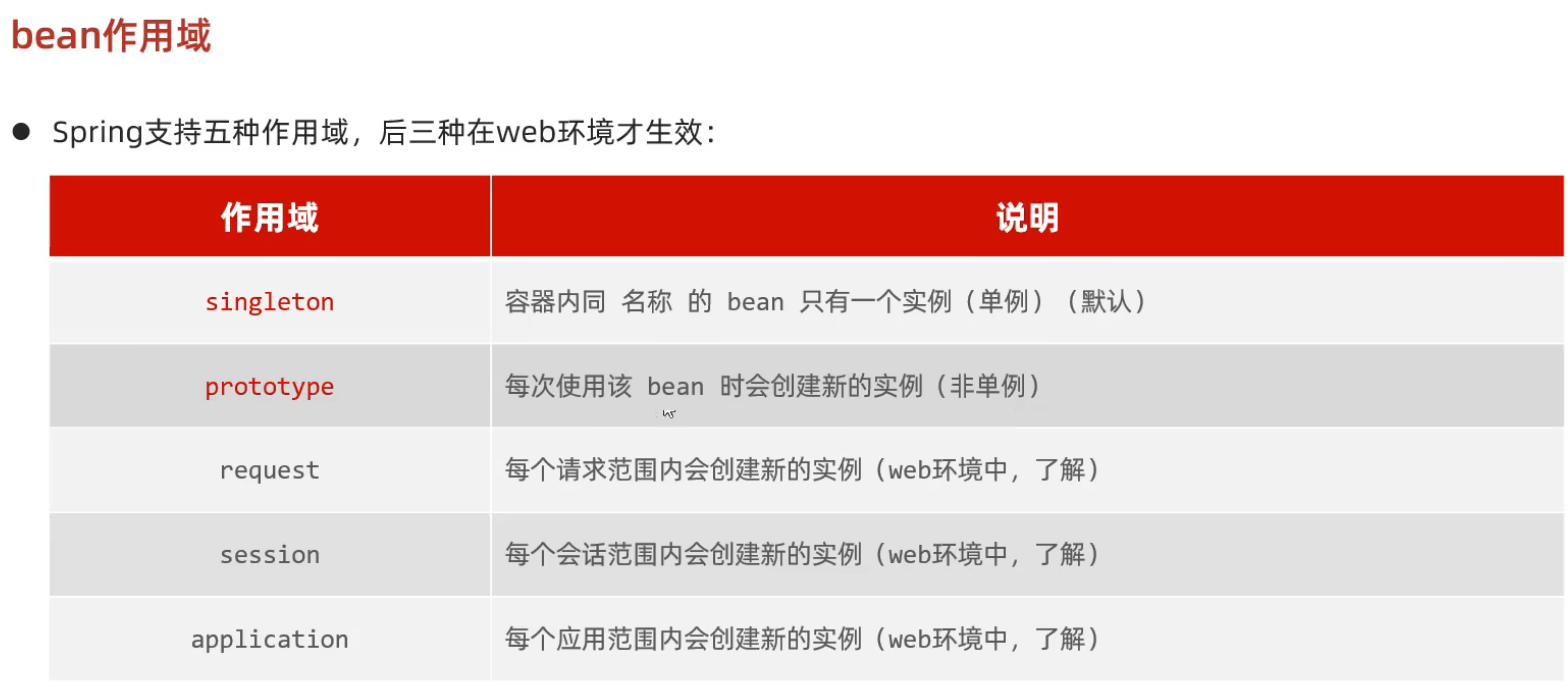 bean作用域
● Spring支持五种作用域，后三种在web环境才生效：
作用域 说明
singleton 容器内同 名称 的 bean 只有一个实例（单例）（默认）
prototype 每次使用该 bean 时会创建新的实例（非单例）
request 每个请求范围内会创建新的实例（web环境中，了解）
session 每个会话范围内会创建新的实例（web环境中，了解）
application 每个应用范围内会创建新的实例（web环境中，了解）